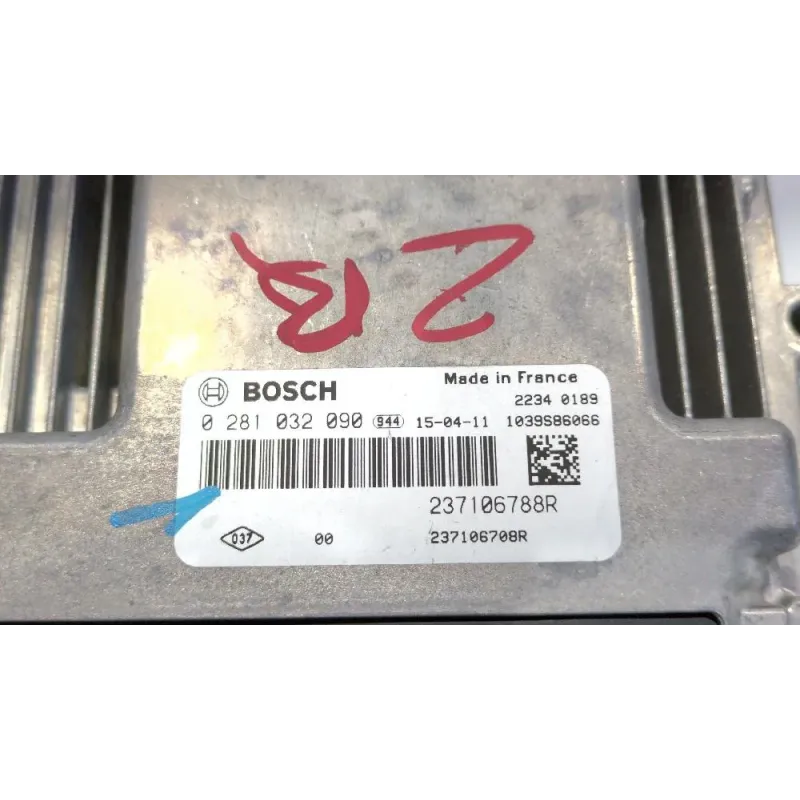 BOSCH Made in France
2234 0189
0 281 032 090 944 15-04-11 1039S86066
237106788R
037 00 237106708R